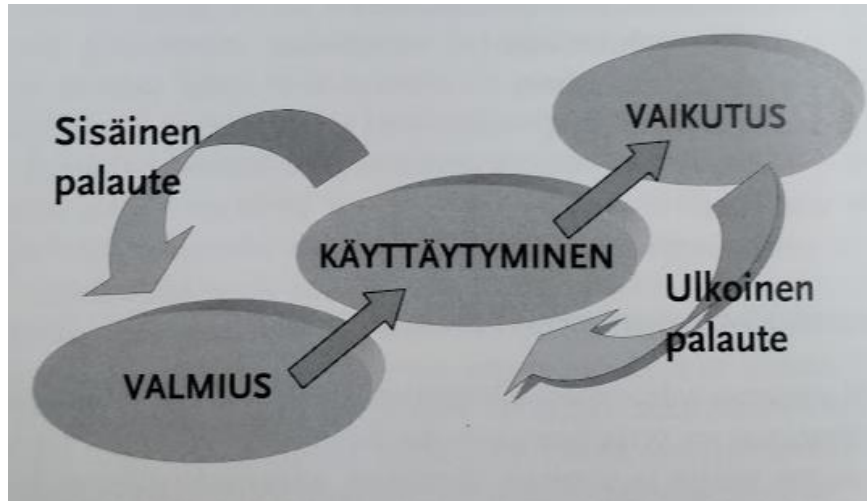 Sisäinen
palaute
VAIKUTUS
KÄYTTÄYTYMINEN
Ulkoinen
palaute
VALMIUS